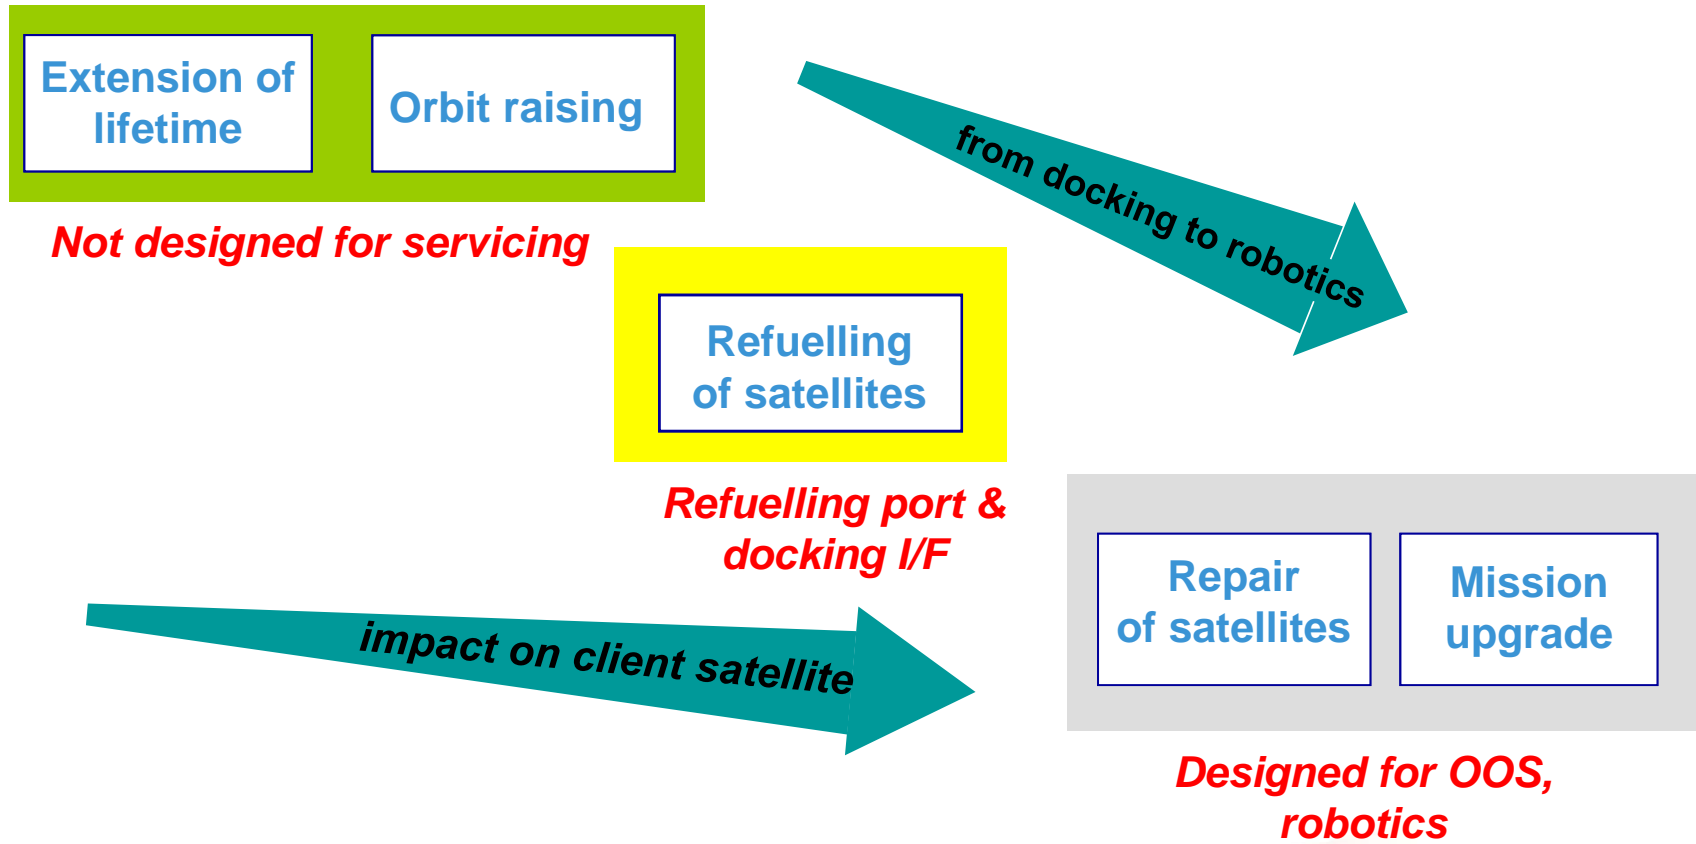 Extension of
lifetime
Orbit raising
Not designed for servicing
from docking to robotics
Refuelling
of satellites
Refuelling port &
docking I/F
impact on client satellite
Repair
of satellites
Mission
upgrade
Designed for OOS,
robotics